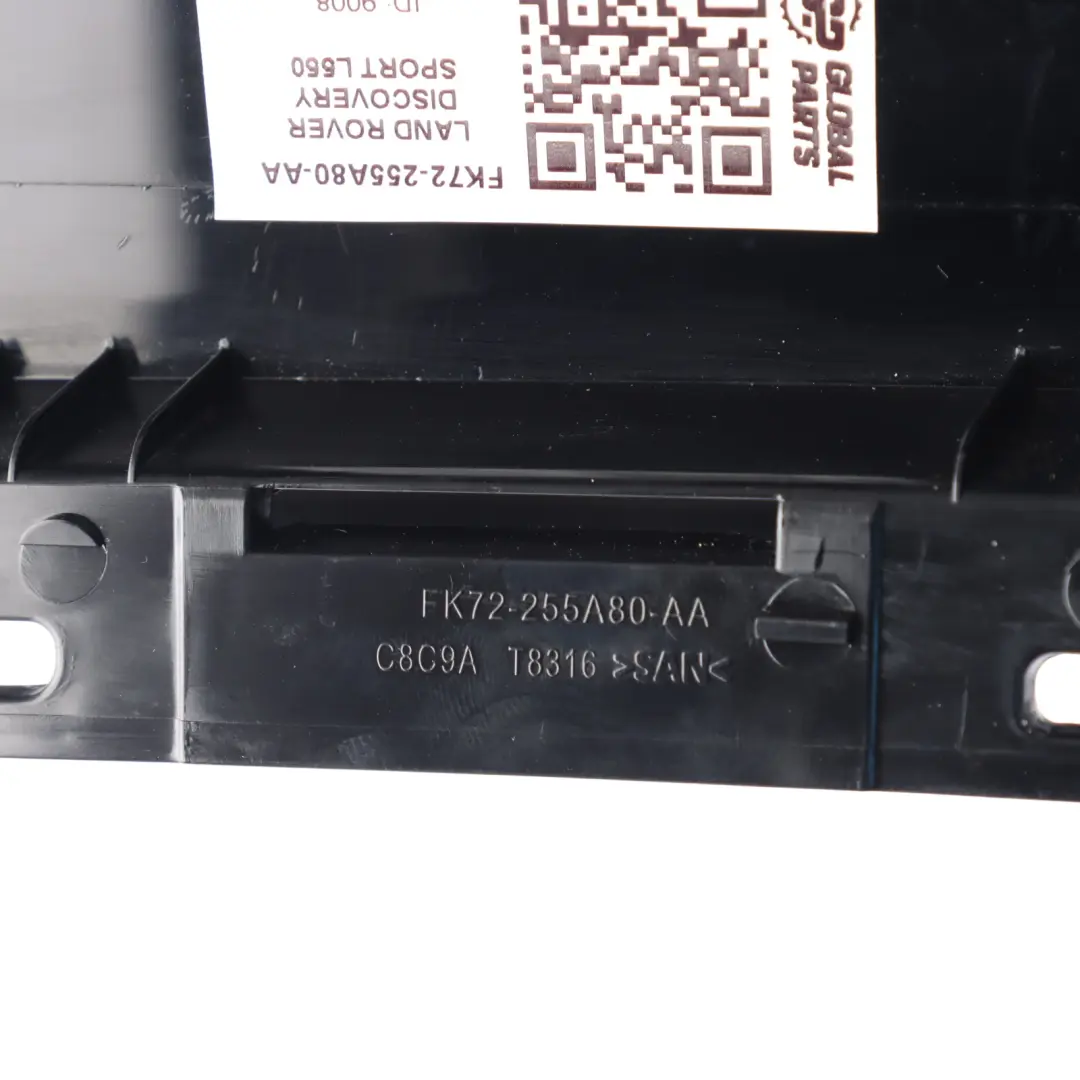 FK72-255A80-AA
LAND ROVER
DISCOVERY
SPORT L550
ID: 9008
GLOBAL
PARTS
FK72-255A80-AA
C8C9A T8316 >SAN<